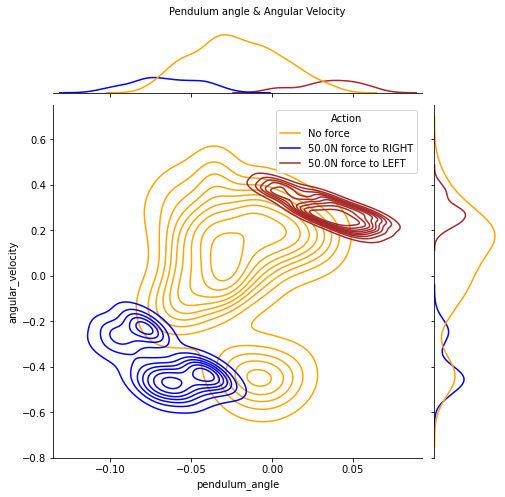 Pendulum angle & Angular Velocity
Action
No force
50.0N force to RIGHT
50.0N force to LEFT
0.6
0.4
0.2
0.0
−0.2
−0.4
−0.6
−0.8
angular_velocity
−0.10
−0.05
0.00
0.05
pendulum_angle